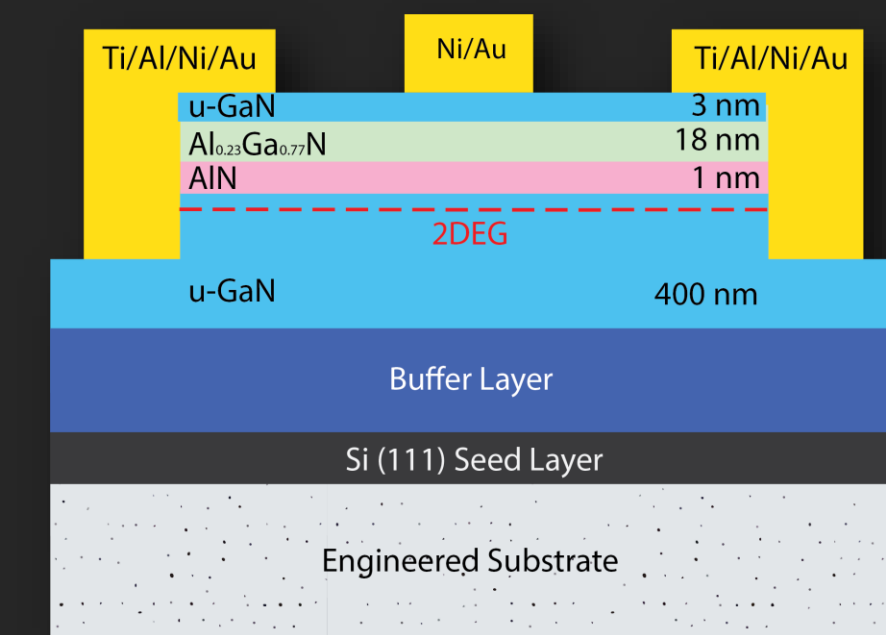 Ti/Al/Ni/Au Ni/Au Ti/Al/Ni/Au
u-GaN 3 nm
Al0.23Ga0.77N 18 nm
AlN 1 nm
2DEG
u-GaN 400 nm
Buffer Layer
Si (111) Seed Layer
Engineered Substrate